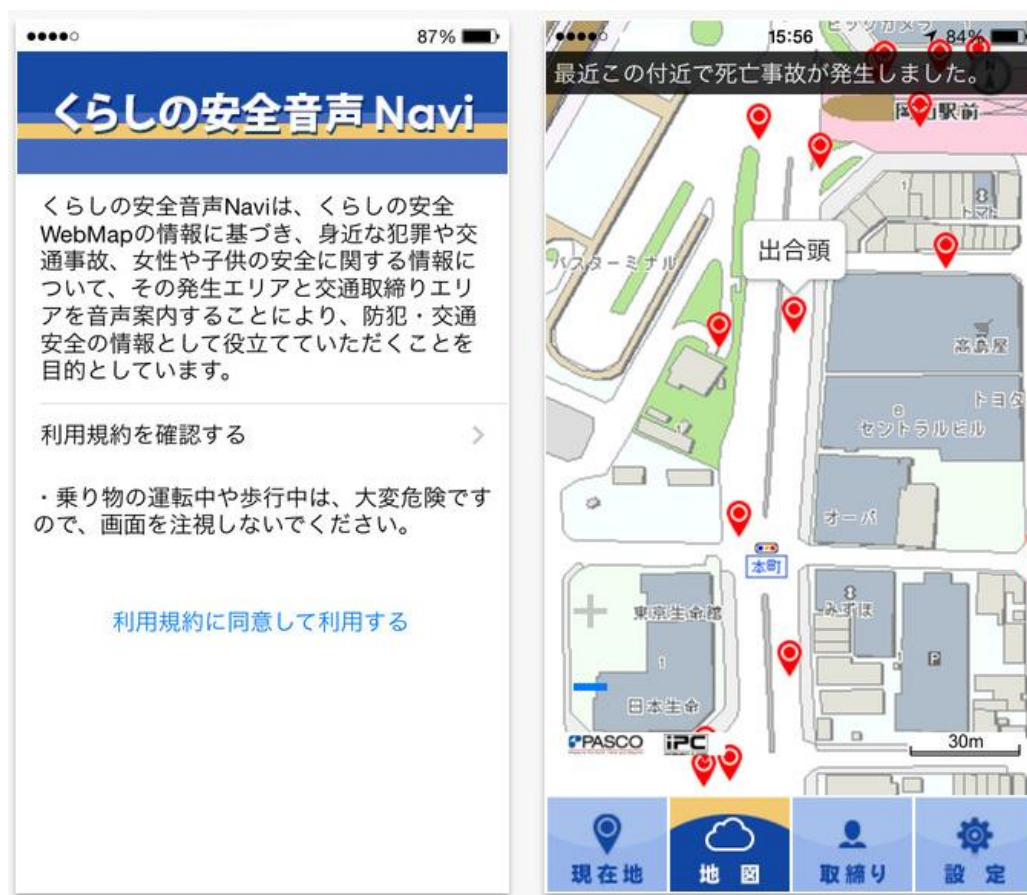 87%
くらしの安全音声 Navi
くらしの安全音声Naviは、くらしの安全
WebMapの情報に基づき、身近な犯罪や交
通事故、女性や子供の安全に関する情報に
ついて、その発生エリアと交通取締りエリ
アを音声案内することにより、防犯・交通
安全の情報として役立てていただくことを
目的としています。
利用規約を確認する
・乗り物の運転中や歩行中は、大変危険です
ので、画面を注視しないでください。
利用規約に同意して利用する
15:56
84%
ビックカメラ
最近この付近で死亡事故が発生しました。
N
駅前
トマト
出合頭
バスターミナル
高島屋
トヨタ
セントラルビル
オーパ
本町
東京生命館
みずほ
P
日本生命
PASCO
iPC
30m
現在地
地図
取締り
設定